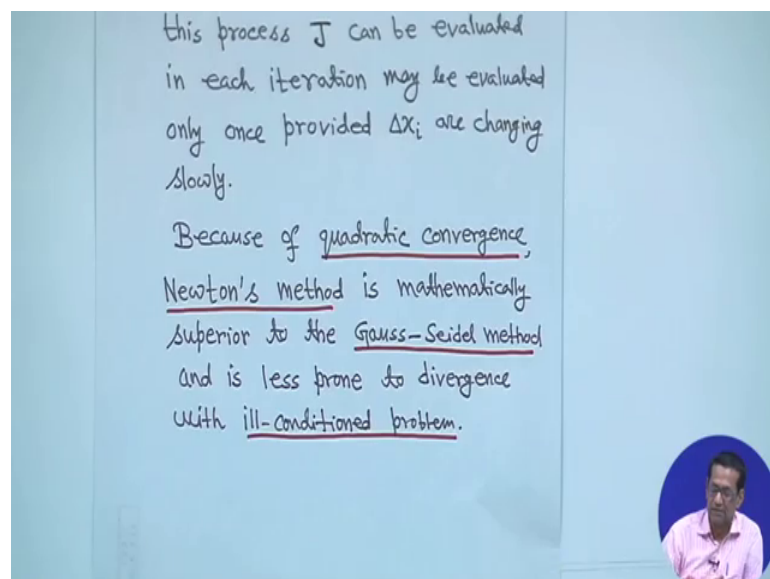 this process J can be evaluated
in each iteration may be evaluated
only once provided Δxᵢ are changing
slowly.
Because of quadratic convergence,
Newton's method is mathematically
superior to the Gauss-Seidel method
and is less prone to divergence
with ill-conditioned problem.